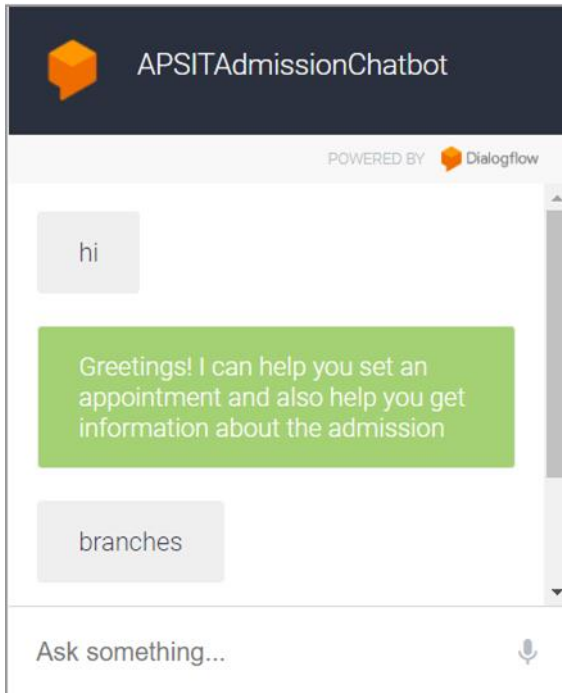 APSITAdmissionChatbot
POWERED BY Dialogflow
hi
Greetings! I can help you set an
appointment and also help you get
information about the admission
branches
Ask something...